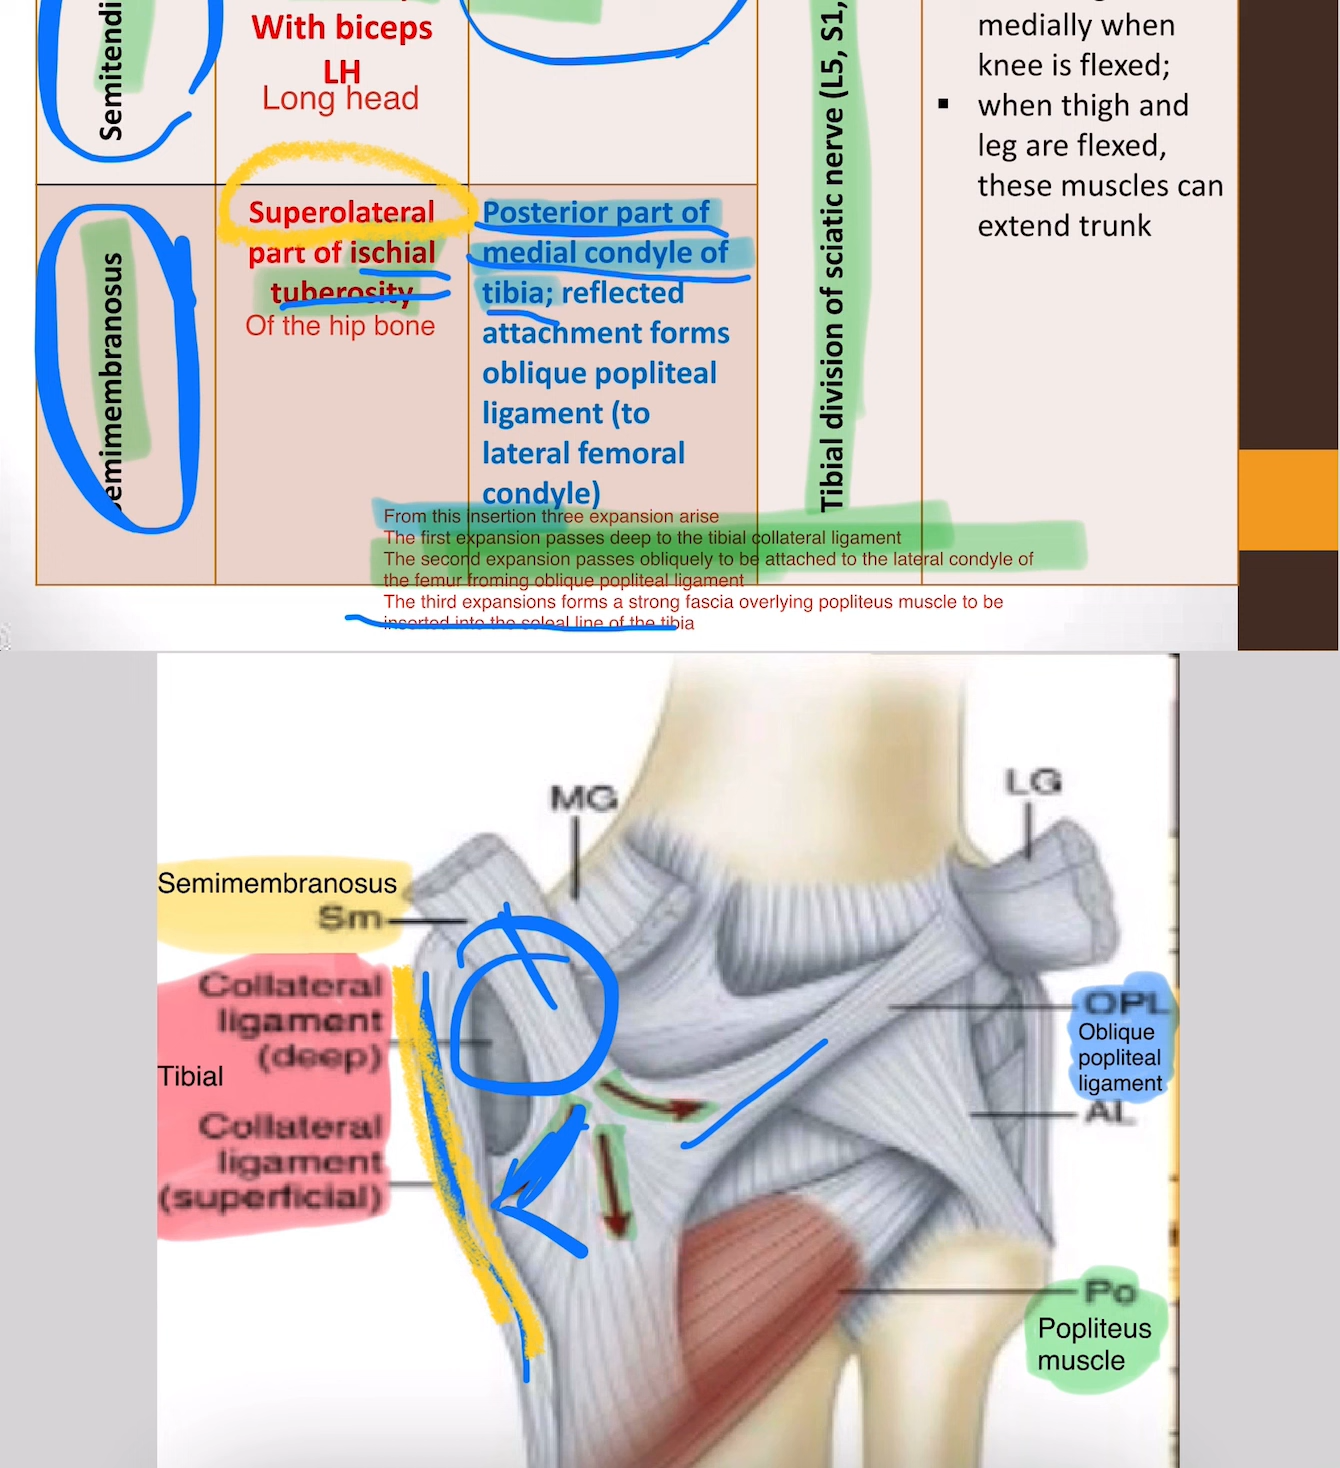 Semitendi
With biceps
LH
Long head
Tibial division of sciatic nerve (L5, S1,
medially when
knee is flexed;
▪ when thigh and
leg are flexed,
these muscles can
extend trunk
emimembranosus
Superolateral
part of ischial
tuberosity
Of the hip bone
Posterior part of
medial condyle of
tibia; reflected
attachment forms
oblique popliteal
ligament (to
lateral femoral
condyle)
From this Insertion three expansion arise
The first expansion passes deep to the tibial collateral ligament
The second expansion passes obliquely to be attached to the lateral condyle of
the femur froming oblique popliteal ligament
The third expansions forms a strong fascia overlying popliteus muscle to be
inserted into the soleal line of the tibia
MG
LG
Semimembranosus
Sm
Collateral
ligament
(deep)
Tibial
Collateral
ligament
(superficial)
OPL
Oblique
popliteal
ligament
AL
Po
Popliteus
muscle